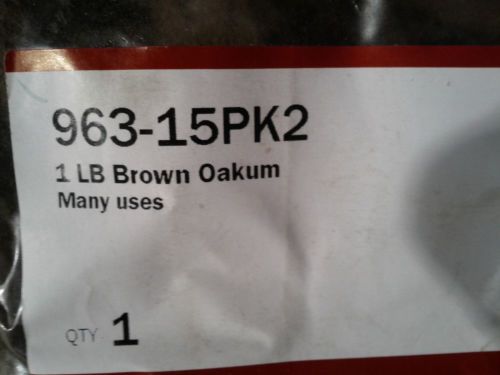 963-15PK2
1 LB Brown Oakum
Many uses
QTY 1